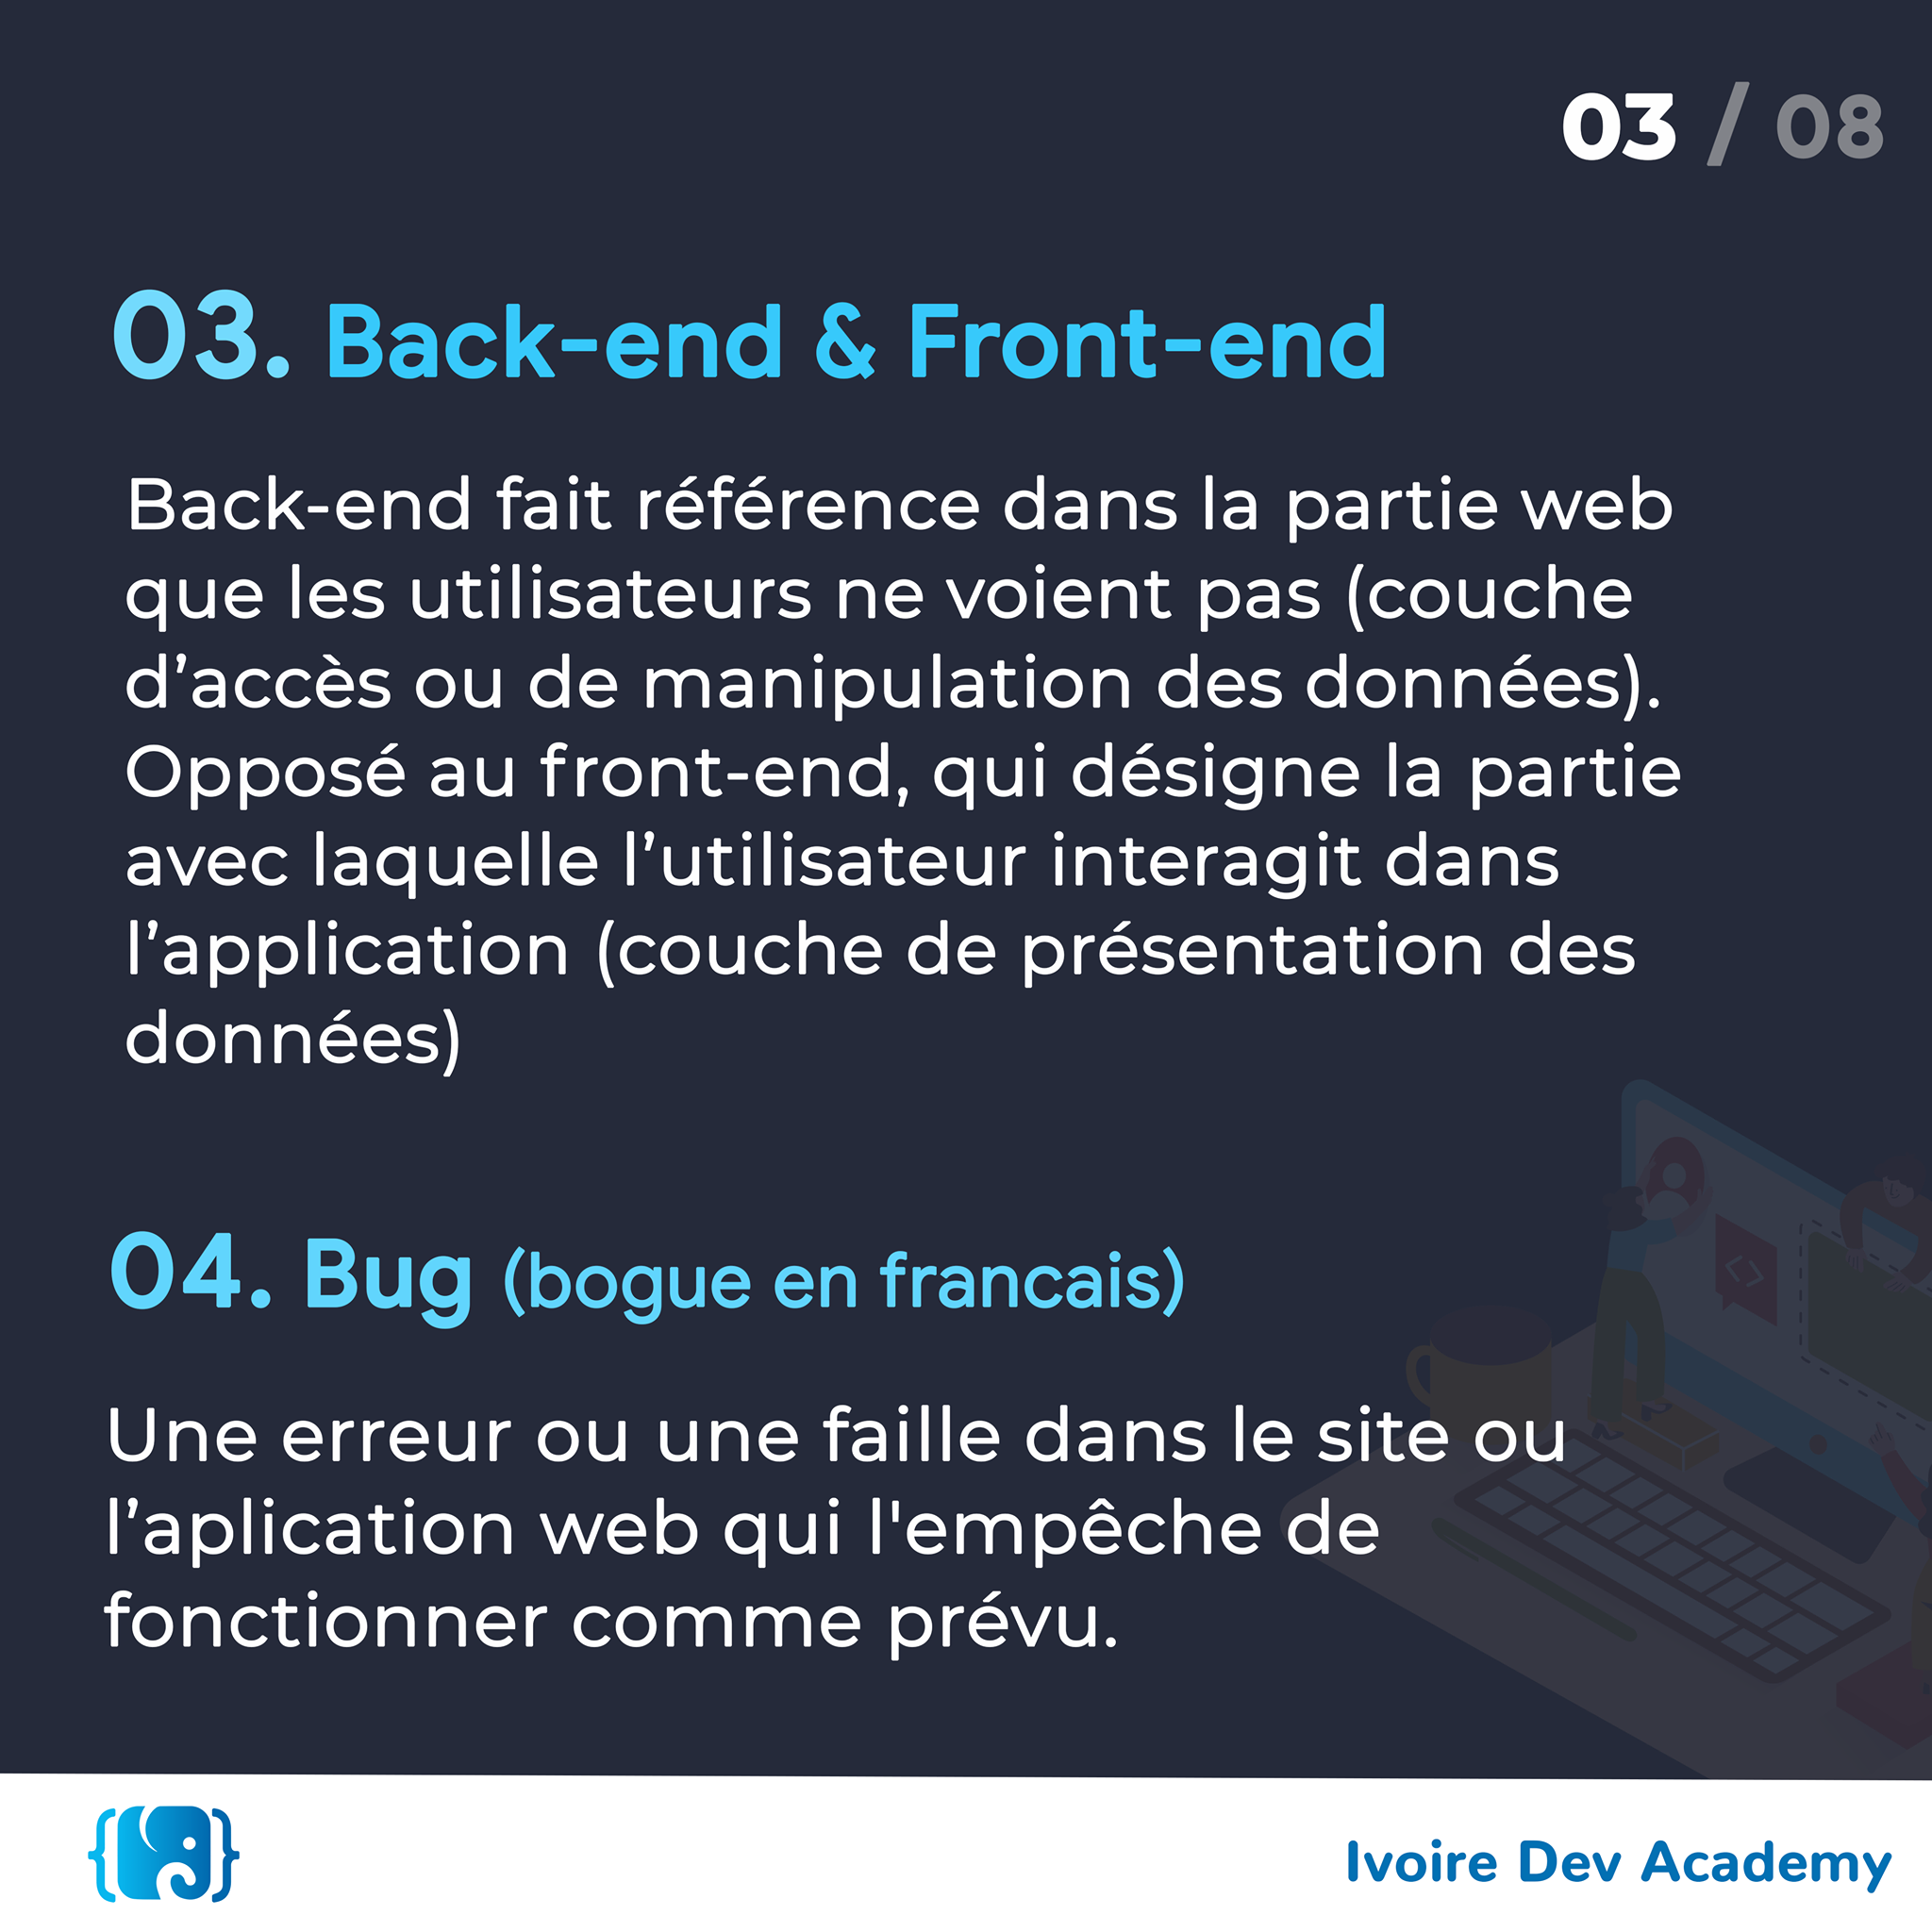 03 / 08
03. Back-end & Front-end
Back-end fait référence dans la partie web
que les utilisateurs ne voient pas (couche
d’accès ou de manipulation des données).
Opposé au front-end, qui désigne la partie
avec laquelle l’utilisateur interagit dans
l’application (couche de présentation des
données)
04. Bug (bogue en francais)
Une erreur ou une faille dans le site ou
l’aplication web qui l'empêche de
fonctionner comme prévu.
Ivoire Dev Academy